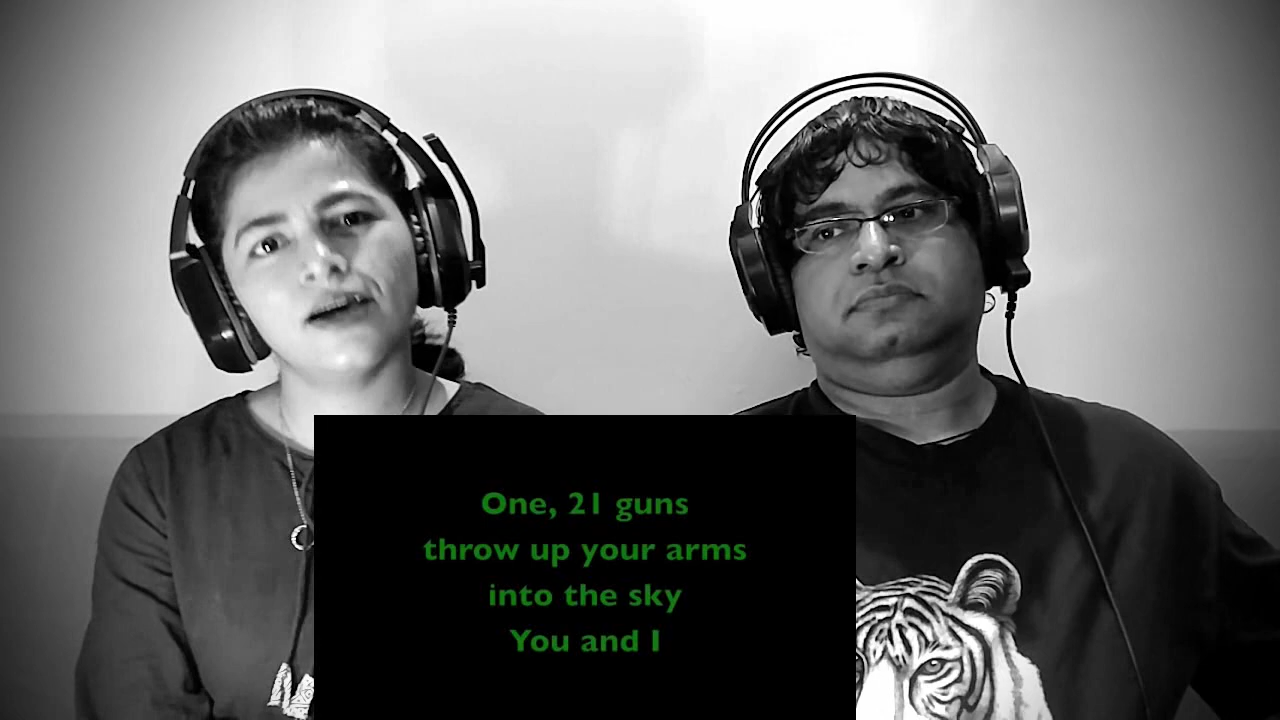 One, 21 guns
throw up your arms
into the sky
You and I